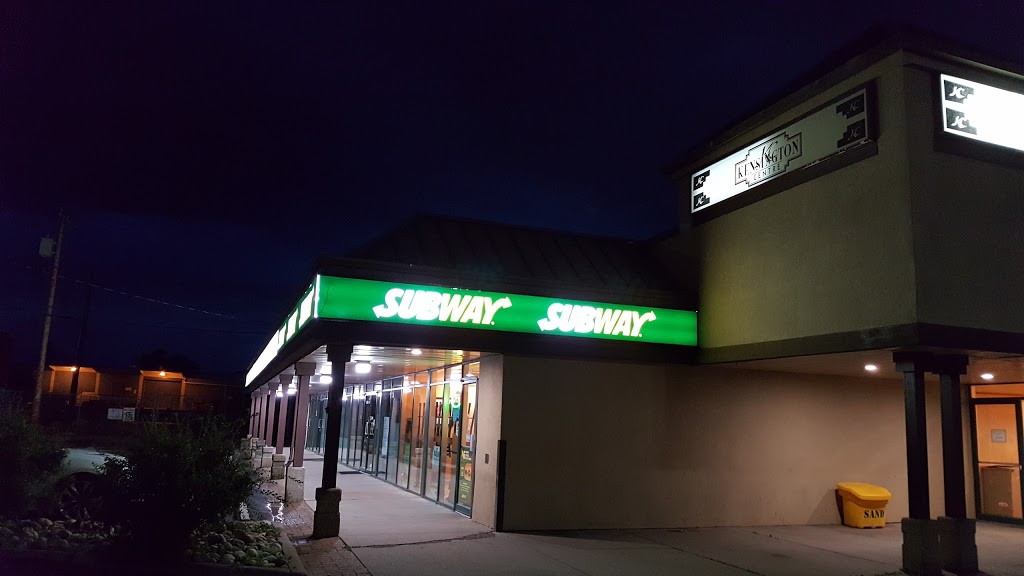 SUBWAY
SUBWAY
KENSINGTON
CENTRE
SAND